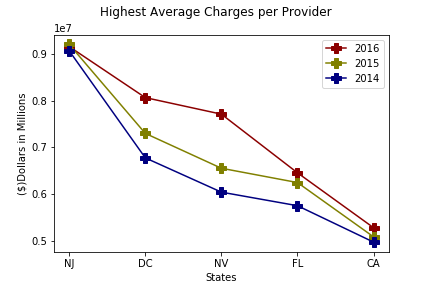 Highest Average Charges per Provider
1e7
0.9
0.8
0.7
0.6
0.5
($)Dollars in Millions
NJ DC NV FL CA
States
2016
2015
2014